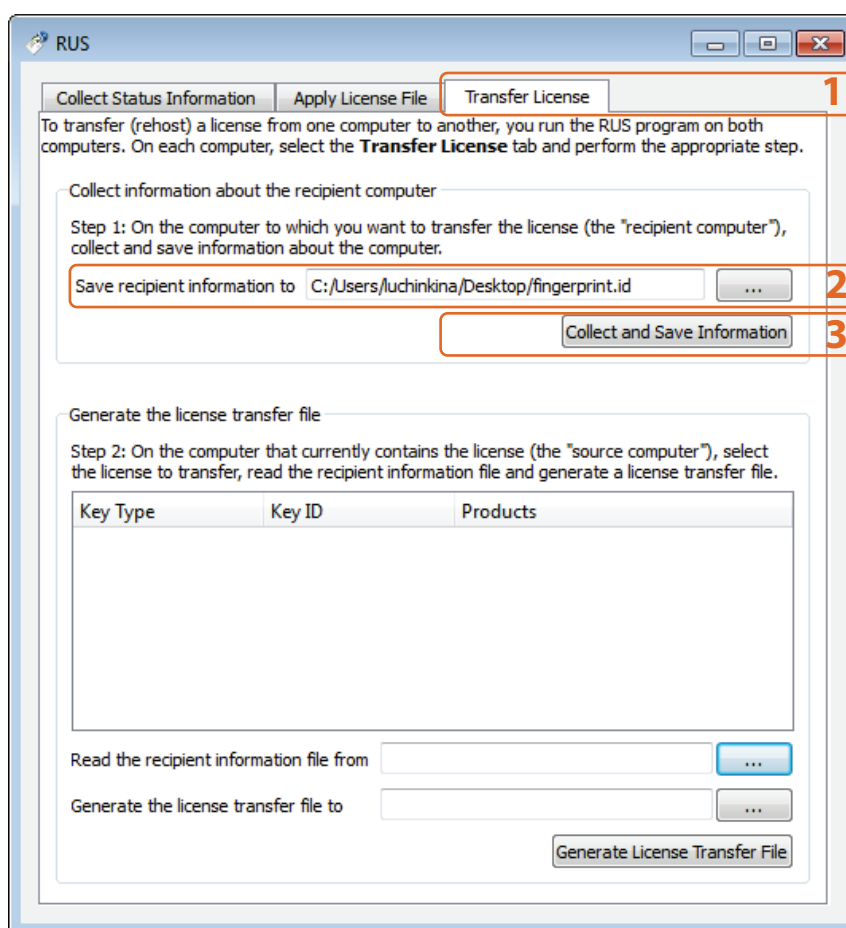 RUS
Collect Status Information
Apply License File
Transfer License
1
To transfer (rehost) a license from one computer to another, you run the RUS program on both
computers. On each computer, select the Transfer License tab and perform the appropriate step.
Collect information about the recipient computer
Step 1: On the computer to which you want to transfer the license (the "recipient computer"),
collect and save information about the computer.
Save recipient information to C:/Users/luchinkina/Desktop/fingerprint.id ... 2
Collect and Save Information 3
Generate the license transfer file
Step 2: On the computer that currently contains the license (the "source computer"), select
the license to transfer, read the recipient information file and generate a license transfer file.
Key Type Key ID Products
Read the recipient information file from ...
Generate the license transfer file to ...
Generate License Transfer File